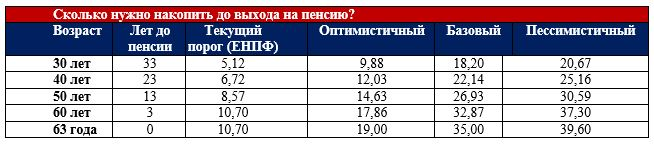 Сколько нужно накопить до выхода на пенсию?
Возраст Лет до пенсии Текущий порог (ЕНПФ) Оптимистичный Базовый Пессимистичный
30 лет 33 5,12 9,88 18,20 20,67
40 лет 23 6,72 12,03 22,14 25,16
50 лет 13 8,57 14,63 26,93 30,59
60 лет 3 10,70 17,86 32,87 37,30
63 года 0 10,70 19,00 35,00 39,60